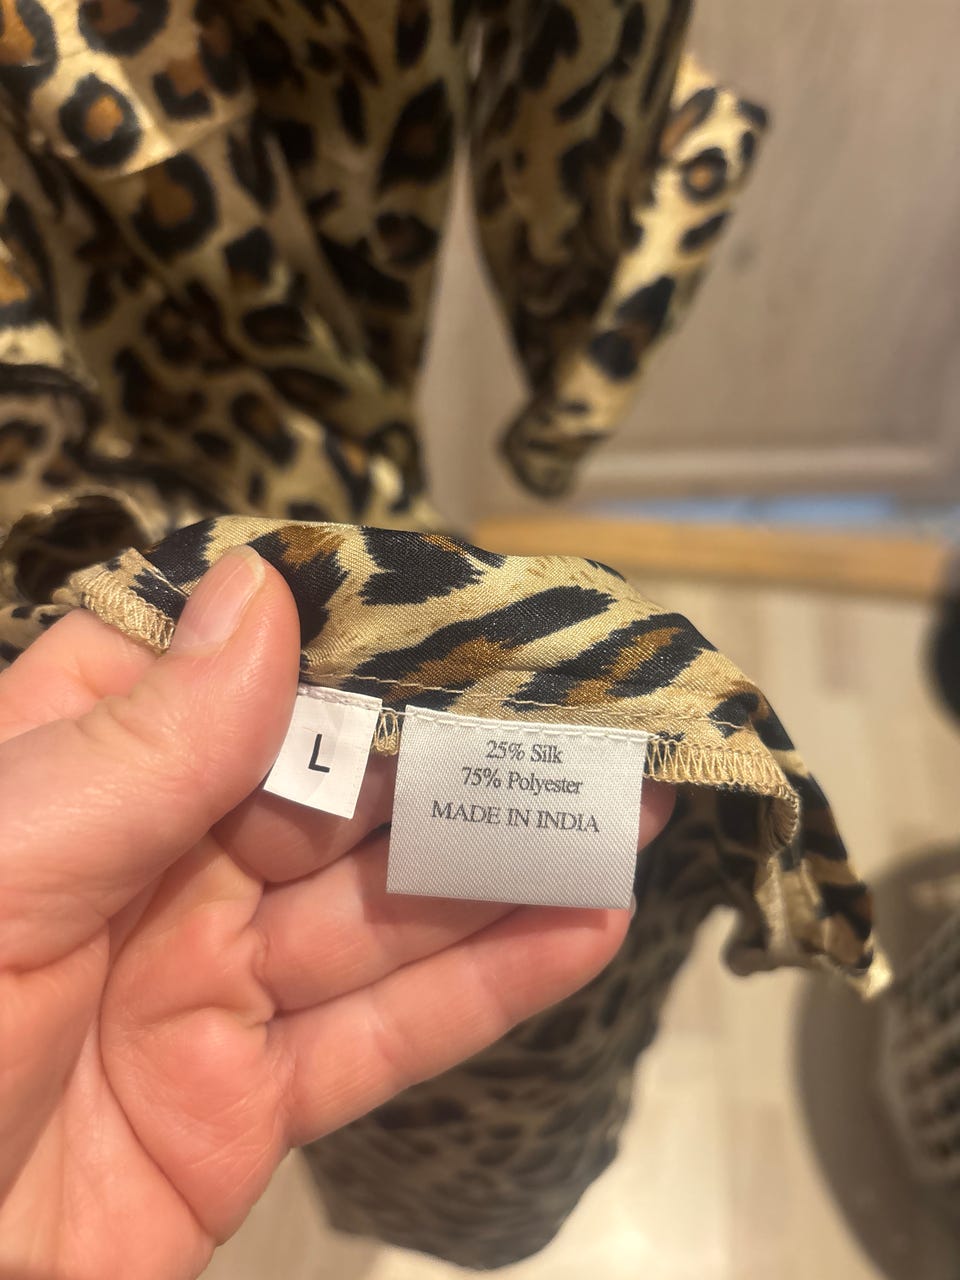 L
25% Silk
75% Polyester
MADE IN INDIA